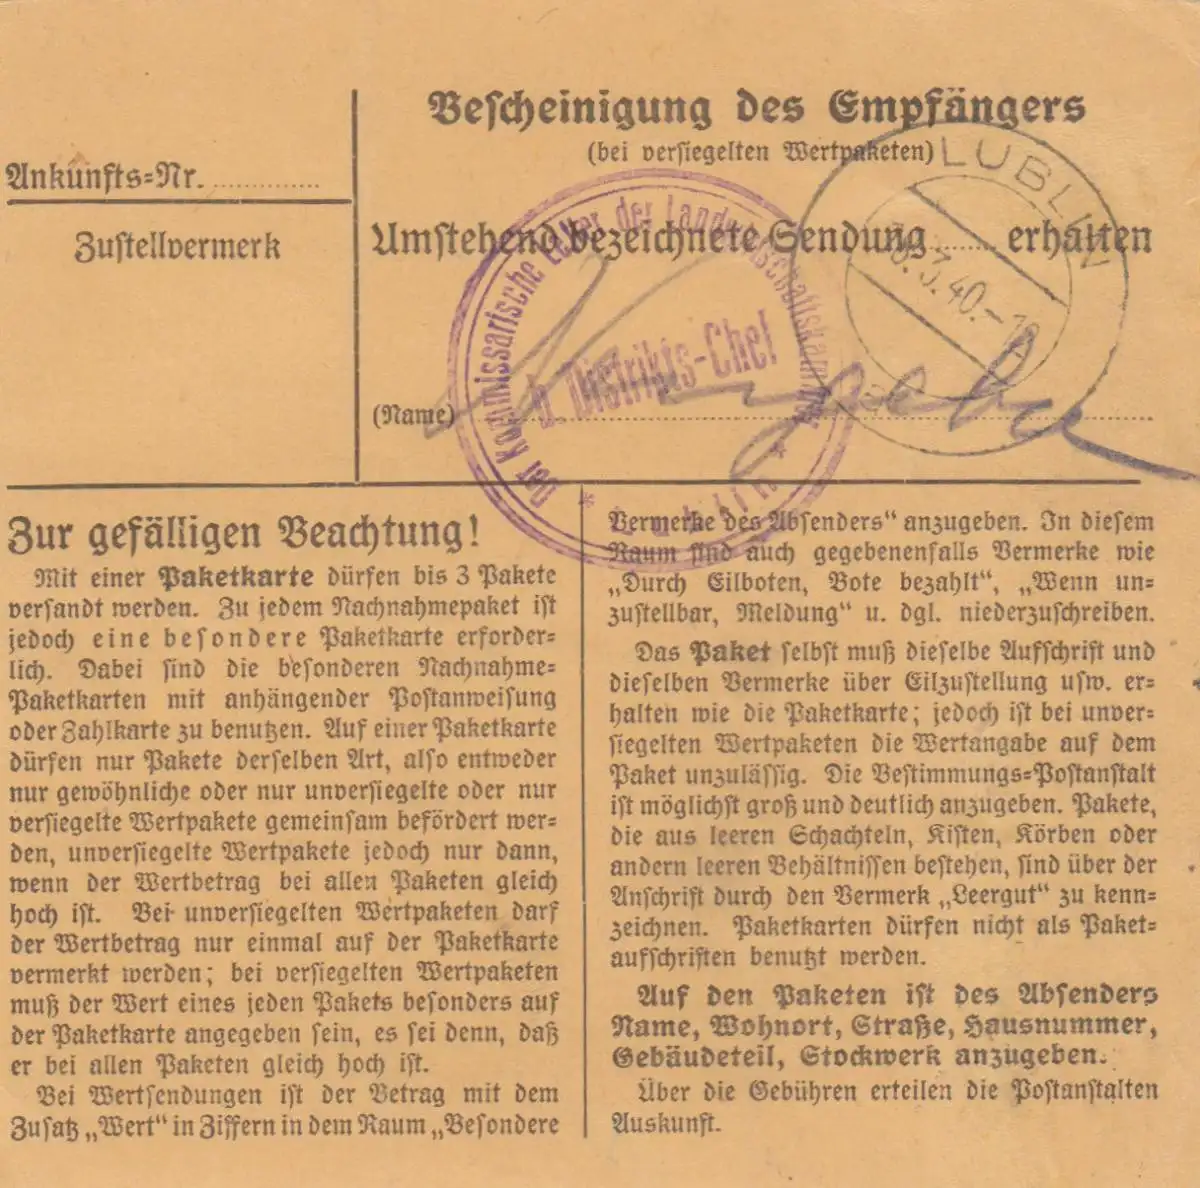 Bescheinigung des Empfängers
(bei versiegelten Wertpaketen)
Ankunfts=Nr.
Zustellvermerk
Umstehend bezeichnete Sendung ........ erhalten
(Name)
LUBLIN
8.3.40.-
Der Kommissarische Leiter der Landwirtschaftskammer
b. Distrikts-Chef
* Lublin *
Zur gefälligen Beachtung!
Mit einer Paketkarte dürfen bis 3 Pakete
versandt werden. Zu jedem Nachnahmepaket ist
jedoch eine besondere Paketkarte erforder=
lich. Dabei sind die besonderen Nachnahme=
Paketkarten mit anhängender Postanweisung
oder Zahlkarte zu benutzen. Auf einer Paketkarte
dürfen nur Pakete derselben Art, also entweder
nur gewöhnliche oder nur unversiegelte oder nur
versiegelte Wertpakete gemeinsam befördert wer=
den, unversiegelte Wertpakete jedoch nur dann,
wenn der Wertbetrag bei allen Paketen gleich
hoch ist. Bei unversiegelten Wertpaketen darf
der Wertbetrag nur einmal auf der Paketkarte
vermerkt werden; bei versiegelten Wertpaketen
muß der Wert eines jeden Pakets besonders auf
der Paketkarte angegeben sein, es sei denn, daß
er bei allen Paketen gleich hoch ist.
Bei Wertsendungen ist der Betrag mit dem
Zusatz „Wert" in Ziffern in dem Raum „Besondere
Vermerke des Absenders" anzugeben. In diesem
Raum sind auch gegebenenfalls Vermerke wie
„Durch Eilboten, Bote bezahlt", „Wenn un=
zustellbar, Meldung" u. dgl. niederzuschreiben.
Das Paket selbst muß dieselbe Aufschrift und
dieselben Vermerke über Eilzustellung usw. er=
halten wie die Paketkarte; jedoch ist bei unver=
siegelten Wertpaketen die Wertangabe auf dem
Paket unzulässig. Die Bestimmungs=Postanstalt
ist möglichst groß und deutlich anzugeben. Pakete,
die aus leeren Schachteln, Kisten, Körben oder
andern leeren Behältnissen bestehen, sind über der
Anschrift durch den Vermerk „Leergut" zu kenn=
zeichnen. Paketkarten dürfen nicht als Paket=
aufschriften benutzt werden.
Auf den Paketen ist des Absenders
Name, Wohnort, Straße, Hausnummer,
Gebäudeteil, Stockwerk anzugeben.
Über die Gebühren erteilen die Postanstalten
Auskunft.